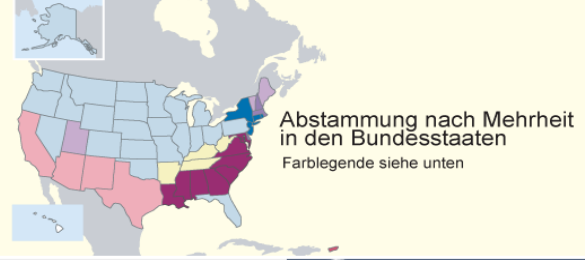 Abstammung nach Mehrheit
in den Bundesstaaten
Farblegende siehe unten